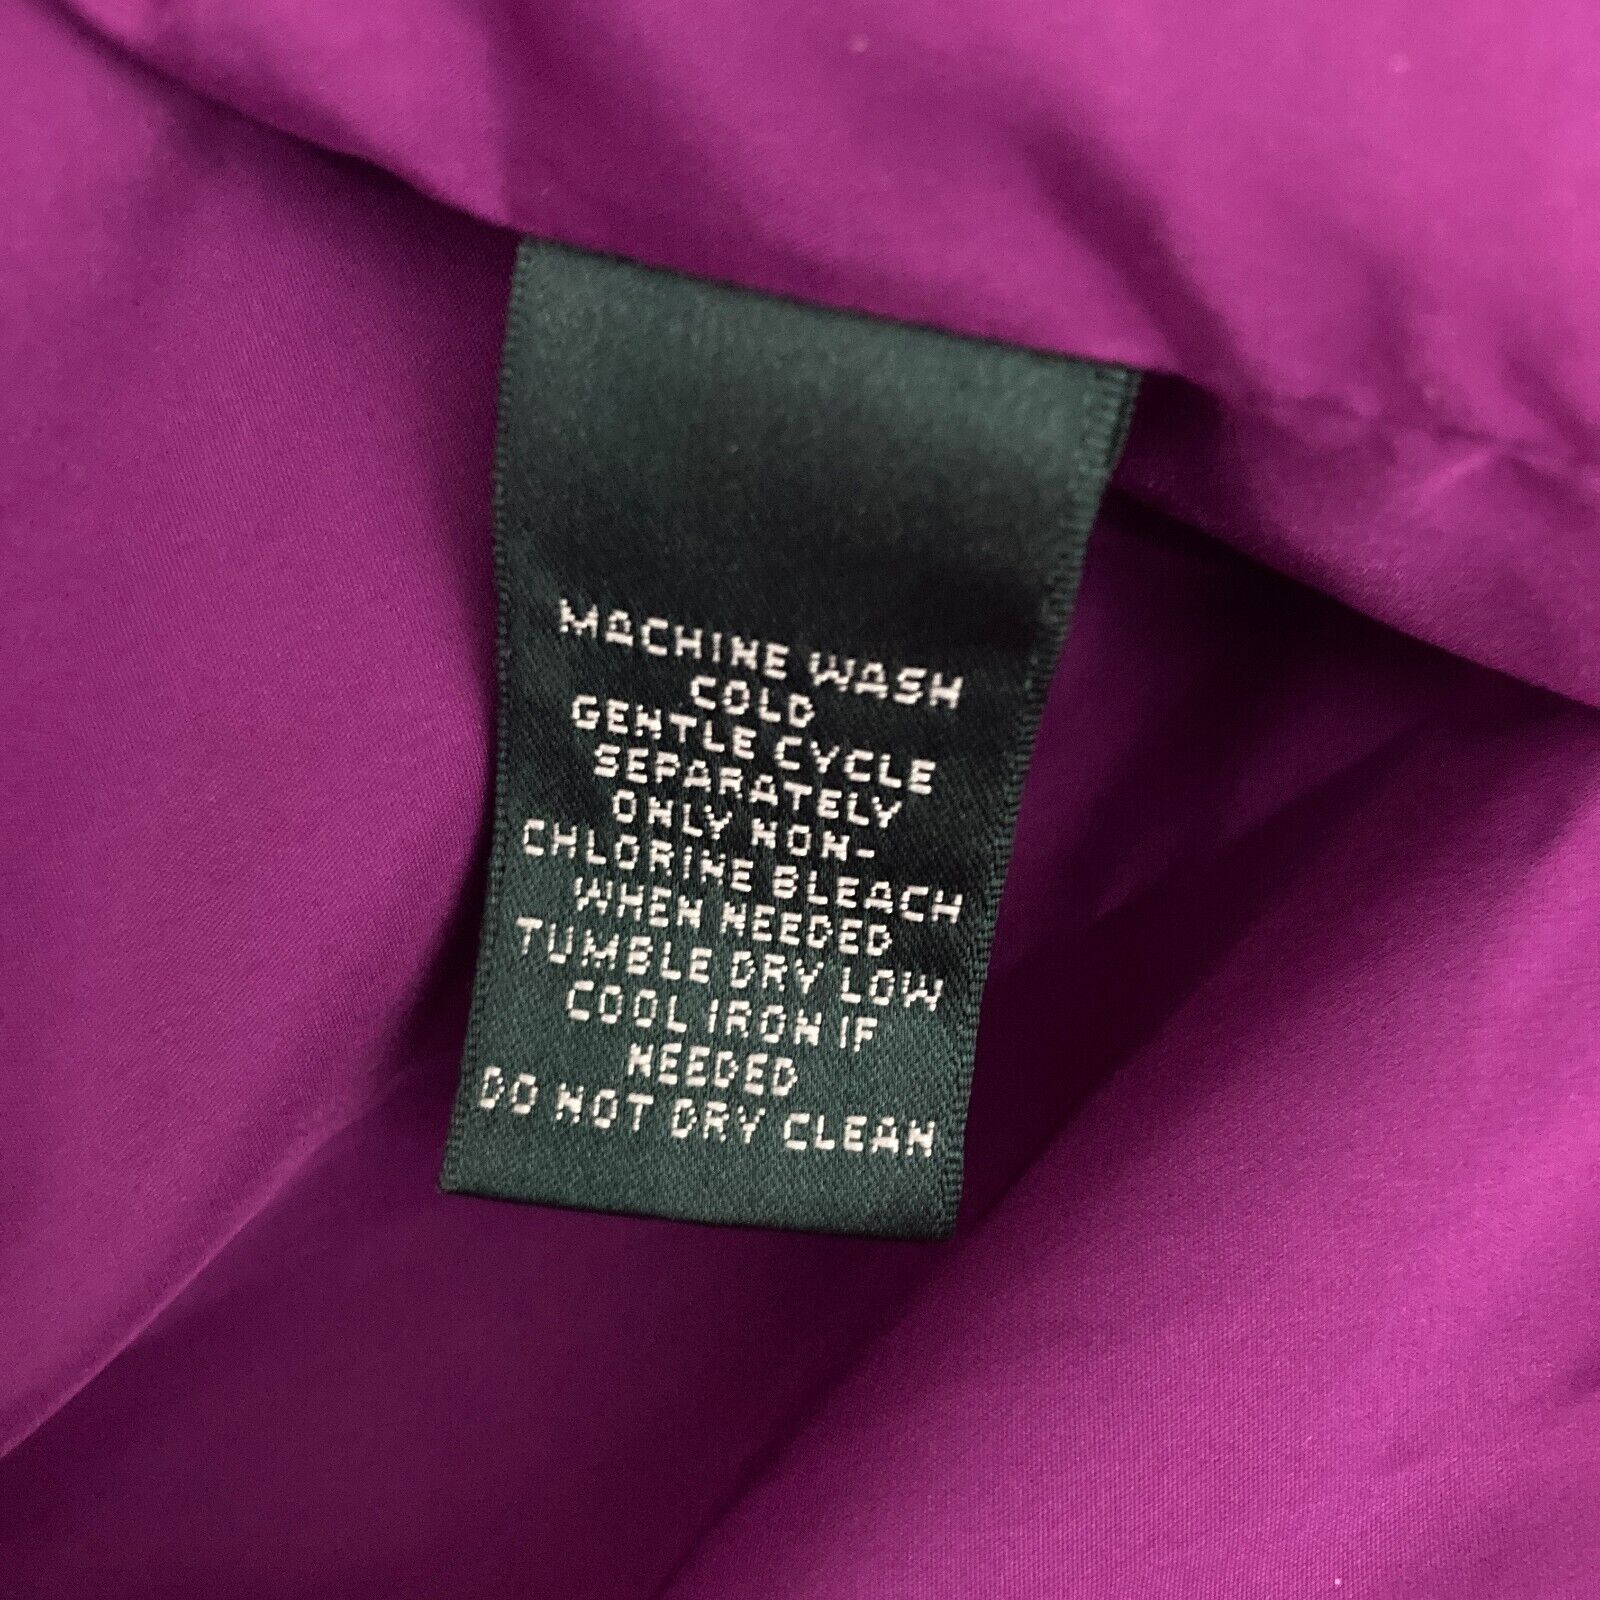 MACHINE WASH
COLD
GENTLE CYCLE
SEPARATELY
ONLY NON-
CHLORINE BLEACH
WHEN NEEDED
TUMBLE DRY LOW
COOL IRON IF
NEEDED
DO NOT DRY CLEAN